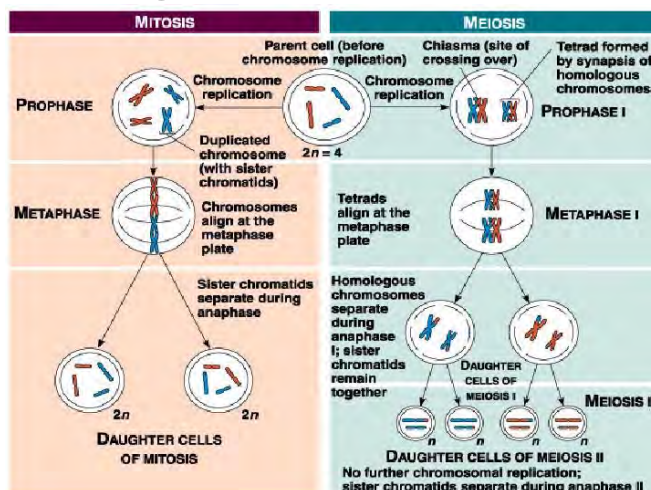 MITOSIS
MEIOSIS
Parent cell (before
chromosome replication)
Chiasma (site of
crossing over)
Tetrad formed
by synapsis of
homologous
chromosomes
PROPHASE
Chromosome
replication
Chromosome
replication
PROPHASE I
2n = 4
Duplicated
chromosome
(with sister
chromatids)
METAPHASE
Chromosomes
align at the
metaphase
plate
Tetrads
align at the
metaphase
plate
METAPHASE I
Sister chromatids
separate during
anaphase
Homologous
chromosomes
separate
during
anaphase
I; sister
chromatids
remain
together
DAUGHTER
CELLS OF
MEIOSIS I
2n
2n
DAUGHTER CELLS
OF MITOSIS
MEIOSIS I
n
n
n
n
DAUGHTER CELLS OF MEIOSIS II
No further chromosomal replication;
sister chromatids separate during anaphase II